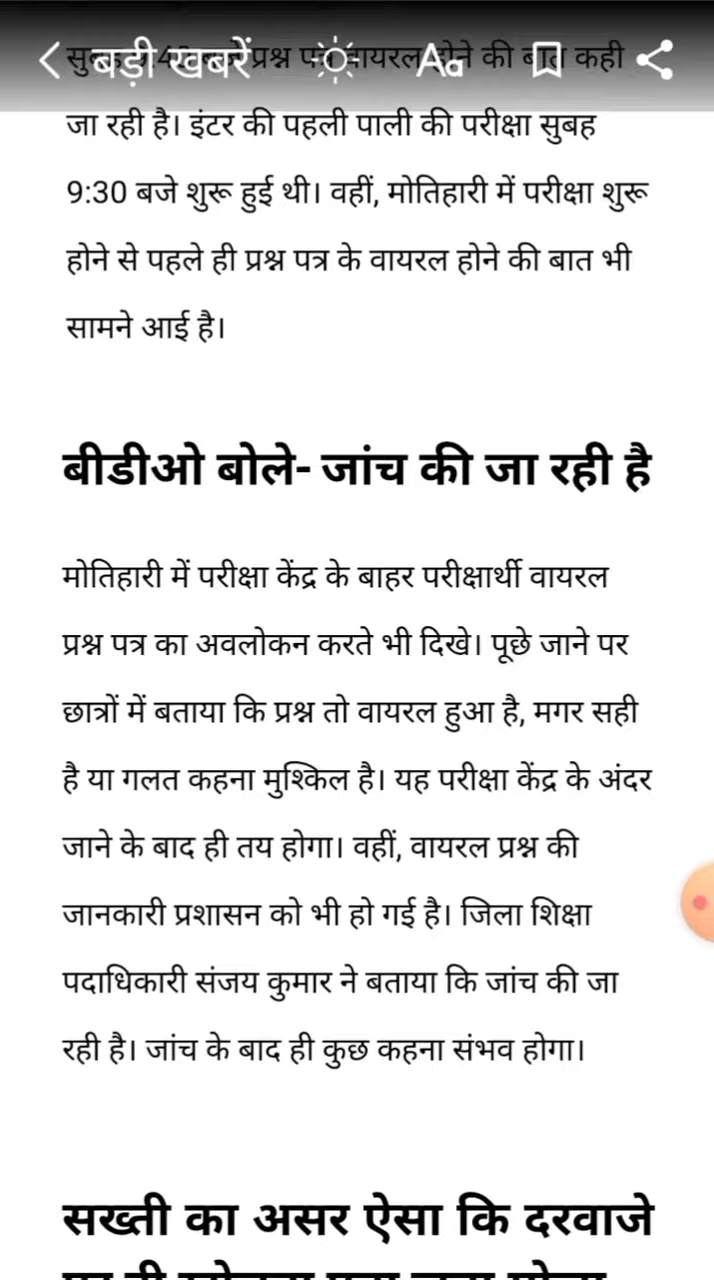 बड़ी खबरें
प्रश्न होने की बात कही
जा रही है। इंटर की पहली पाली की परीक्षा सुबह
9:30 बजे शुरू हुई थी। वहीं, मोतिहारी में परीक्षा शुरू
होने से पहले ही प्रश्न पत्र के वायरल होने की बात भी
सामने आई है।
बीडीओ बोले- जांच की जा रही है
मोतिहारी में परीक्षा केंद्र के बाहर परीक्षार्थी वायरल
प्रश्न पत्र का अवलोकन करते भी दिखे। पूछे जाने पर
छात्रों में बताया कि प्रश्न तो वायरल हुआ है, मगर सही
है या गलत कहना मुश्किल है। यह परीक्षा केंद्र के अंदर
जाने के बाद ही तय होगा। वहीं, वायरल प्रश्न की
जानकारी प्रशासन को भी हो गई है। जिला शिक्षा
पदाधिकारी संजय कुमार ने बताया कि जांच की जा
रही है। जांच के बाद ही कुछ कहना संभव होगा।
सख्ती का असर ऐसा कि दरवाजे